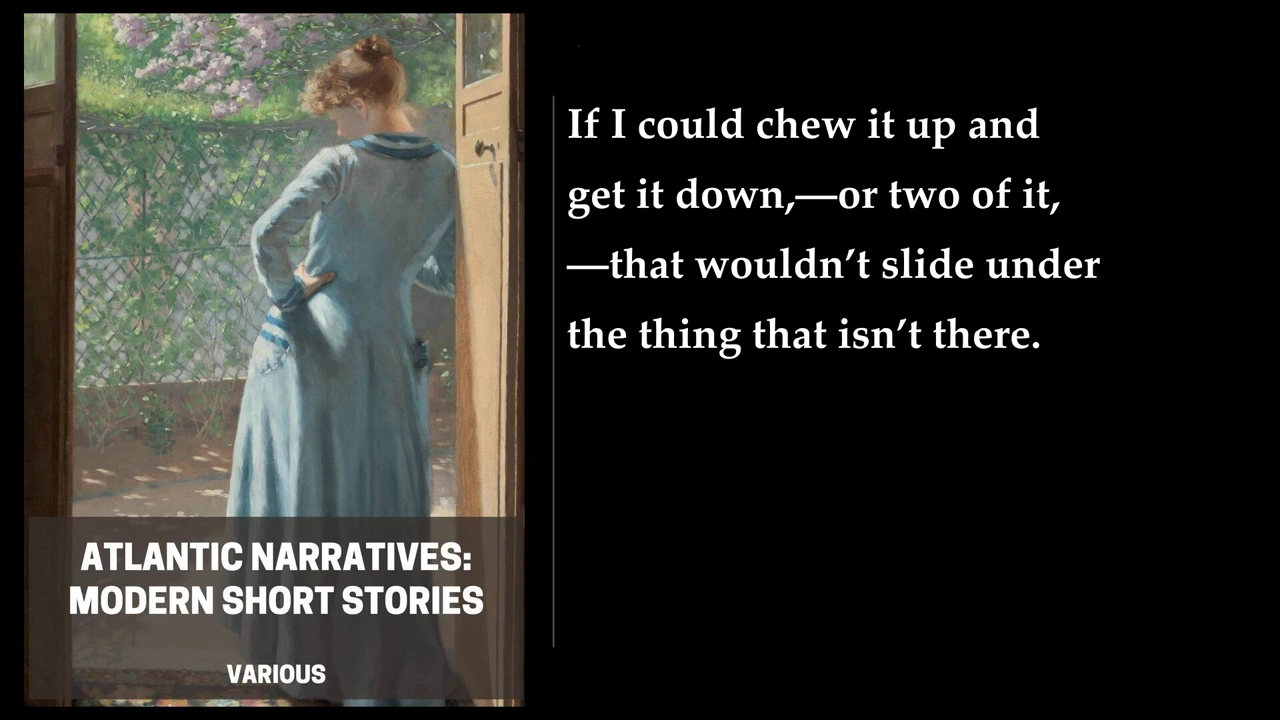 ATLANTIC NARRATIVES:
MODERN SHORT STORIES
VARIOUS
If I could chew it up and
get it down,—or two of it,
—that wouldn’t slide under
the thing that isn’t there.